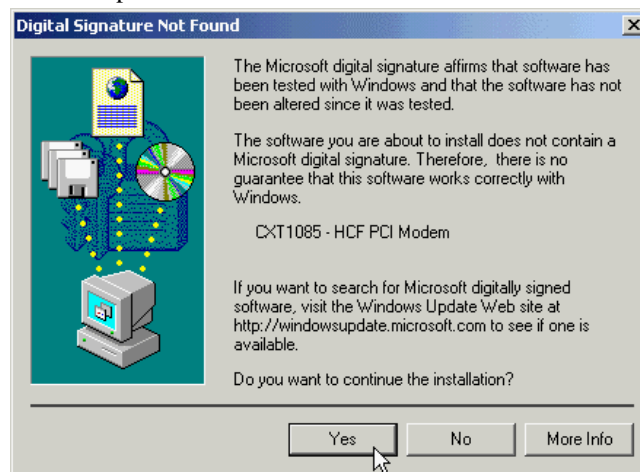 Digital Signature Not Found
The Microsoft digital signature affirms that software has
been tested with Windows and that the software has not
been altered since it was tested.
The software you are about to install does not contain a
Microsoft digital signature. Therefore, there is no
guarantee that this software works correctly with
Windows.
CXT1085 - HCF PCI Modem
If you want to search for Microsoft digitally signed
software, visit the Windows Update Web site at
http://windowsupdate.microsoft.com to see if one is
available.
Do you want to continue the installation?
Yes No More Info